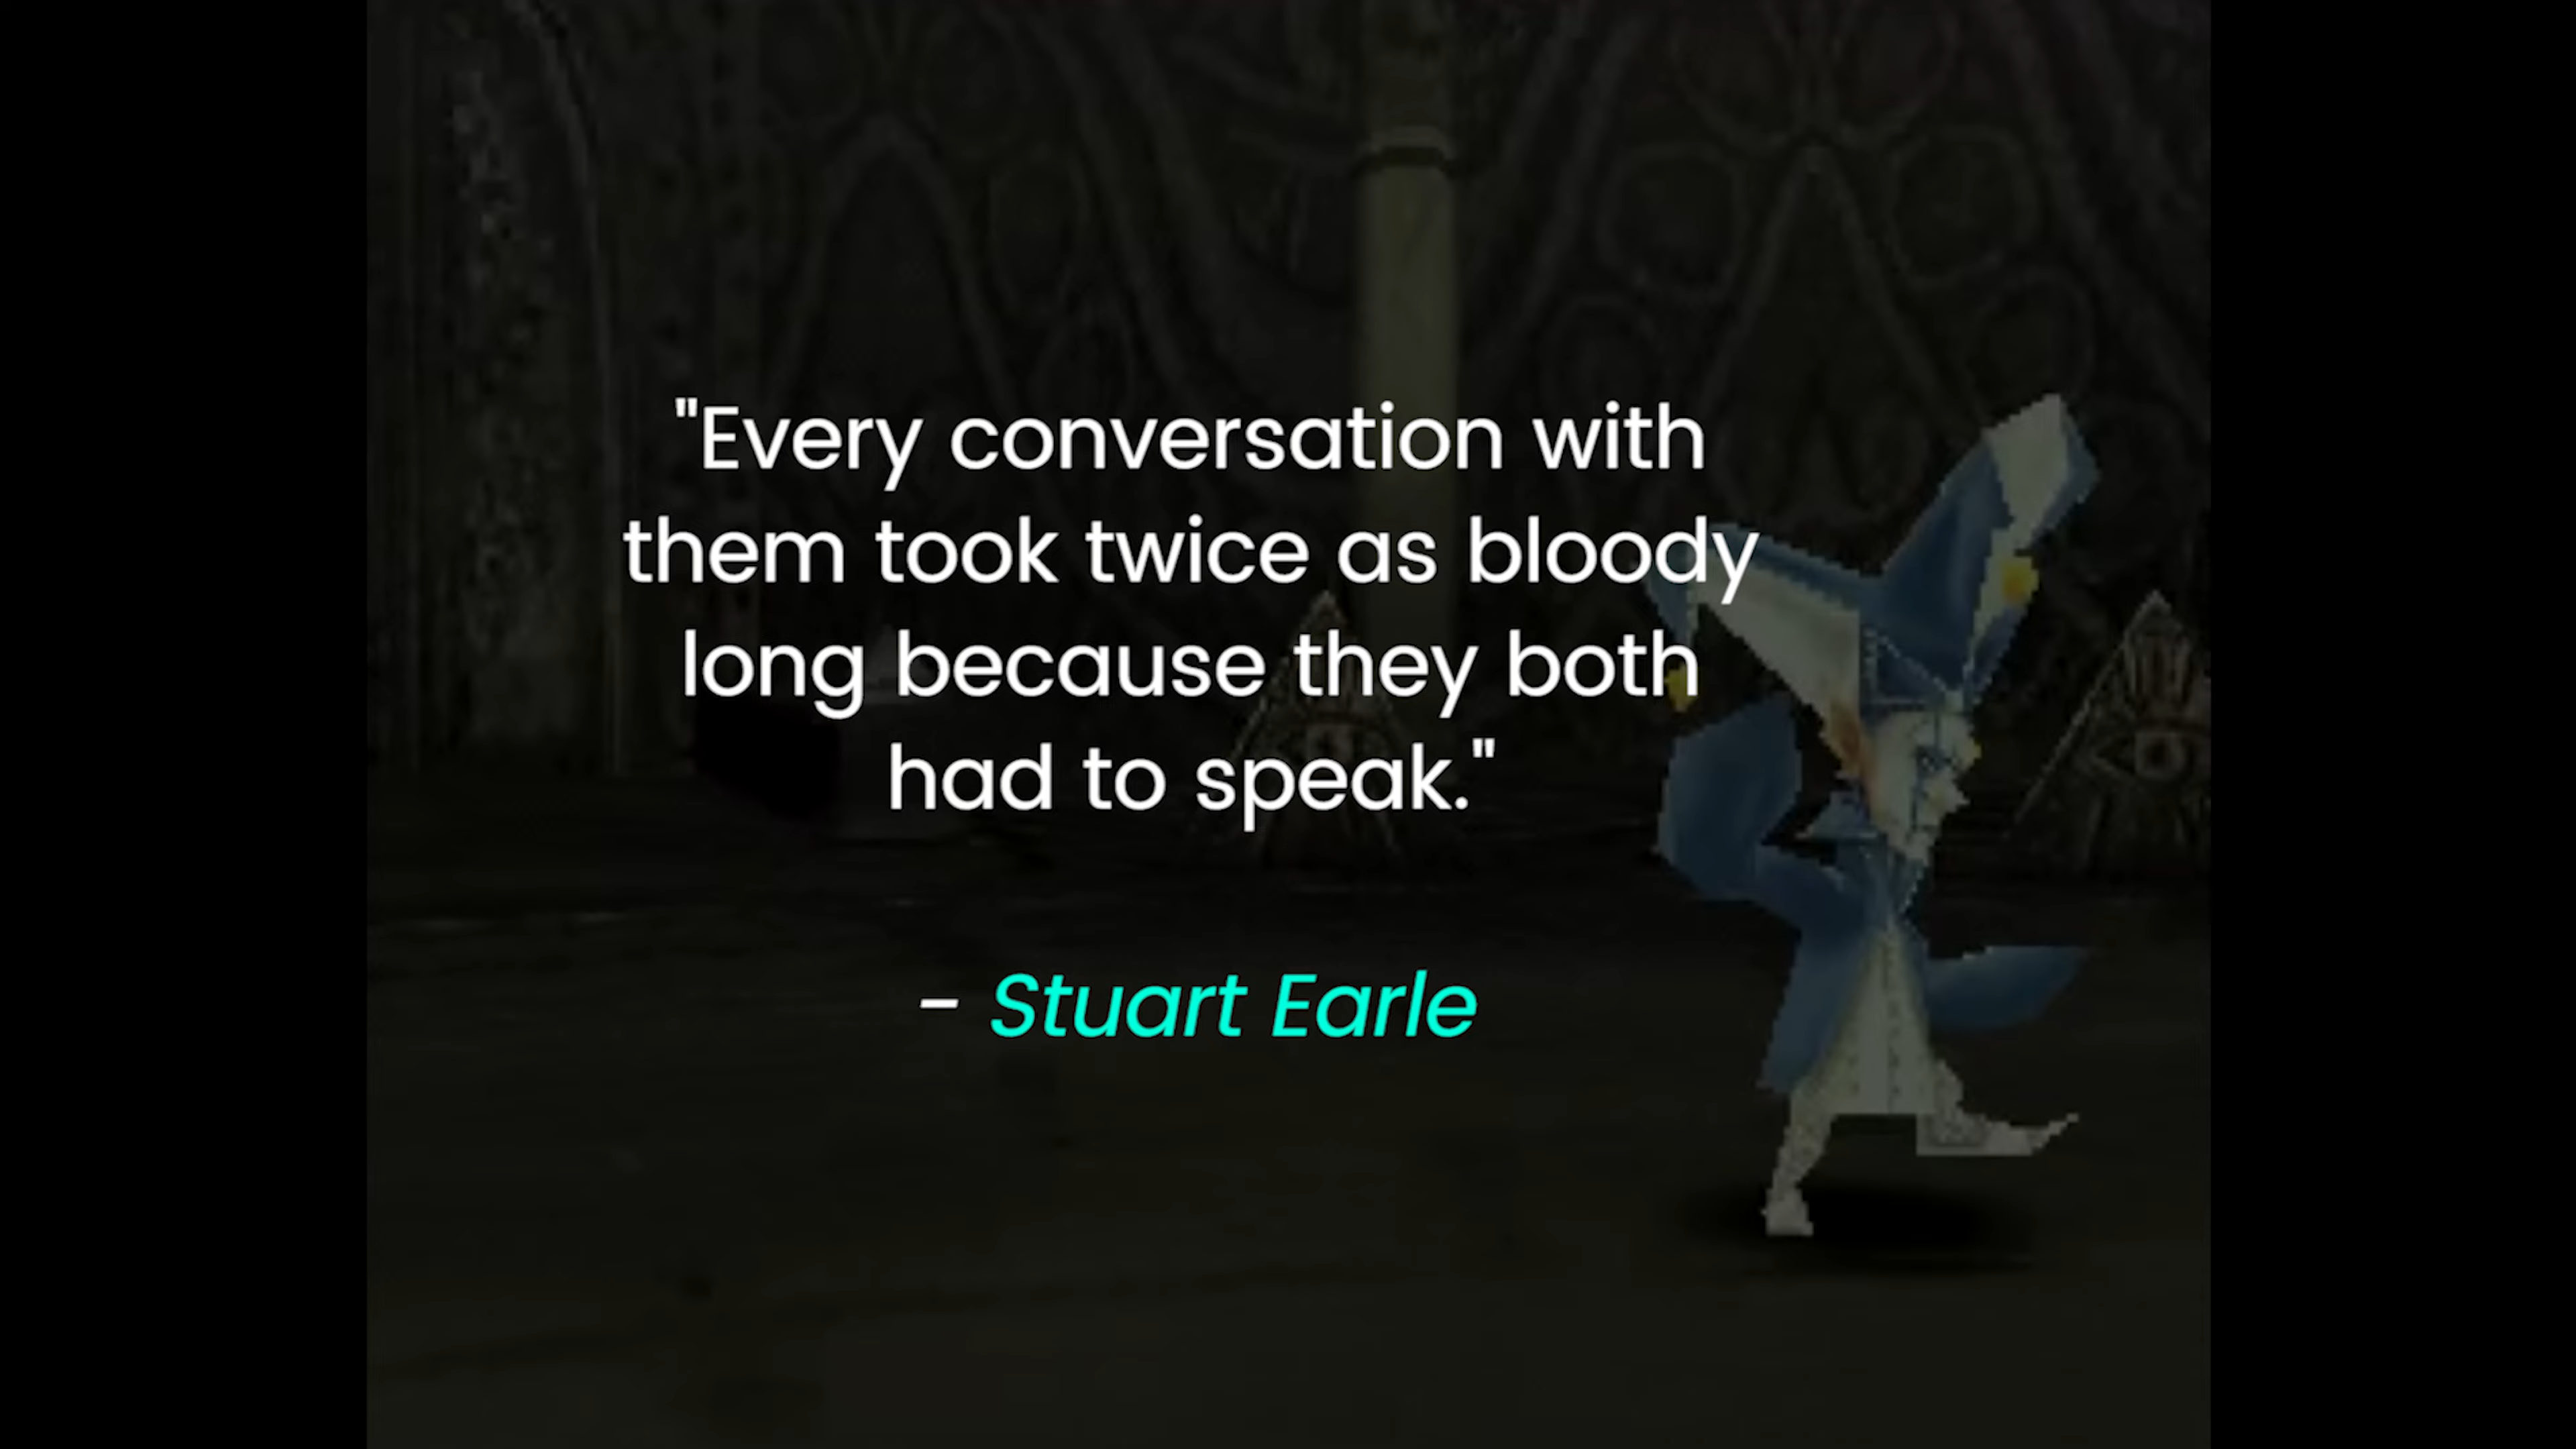 "Every conversation with
them took twice as bloody
long because they both
had to speak."
- Stuart Earle